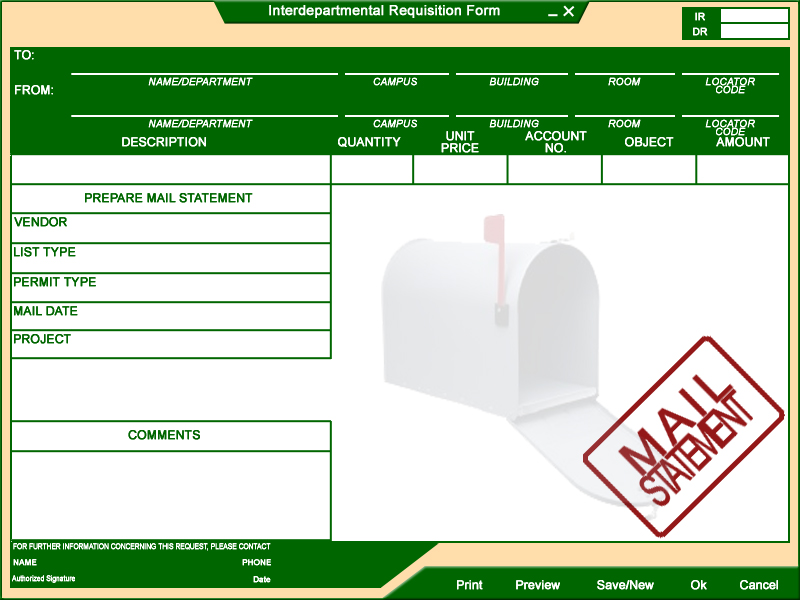 Interdepartmental Requisition Form
IR
DR
TO:
NAME/DEPARTMENT CAMPUS BUILDING ROOM LOCATOR CODE
FROM:
NAME/DEPARTMENT CAMPUS BUILDING ROOM LOCATOR CODE
DESCRIPTION QUANTITY UNIT PRICE ACCOUNT NO. OBJECT AMOUNT
PREPARE MAIL STATEMENT
VENDOR
LIST TYPE
PERMIT TYPE
MAIL DATE
PROJECT
MAIL
STATEMENT
COMMENTS
FOR FURTHER INFORMATION CONCERNING THIS REQUEST, PLEASE CONTACT
NAME PHONE
Authorized Signature Date
Print Preview Save/New Ok Cancel